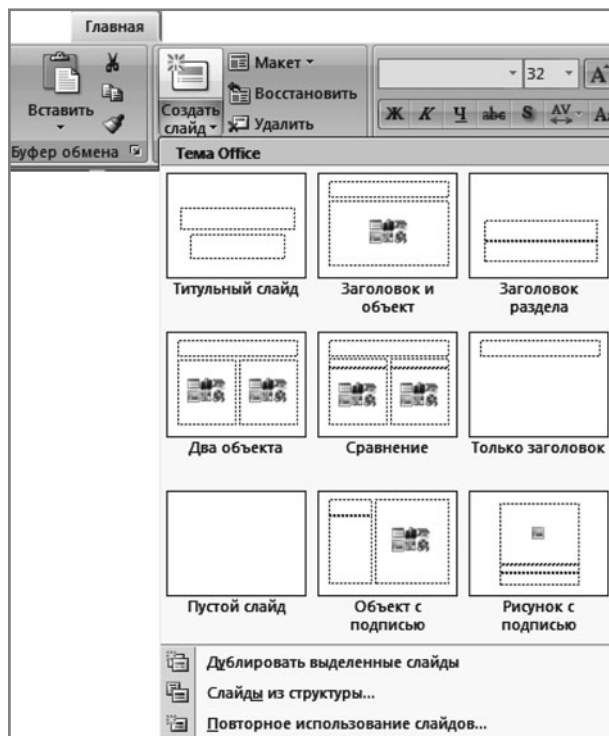 Главная
Вставить
Буфер обмена
Создать
слайд
Макет
Восстановить
Удалить
32
А
Ж К Ч abc S AV Aa
Тема Office
Титульный слайд
Заголовок и
объект
Заголовок
раздела
Два объекта
Сравнение
Только заголовок
Пустой слайд
Объект с
подписью
Рисунок с
подписью
Дублировать выделенные слайды
Слайды из структуры...
Повторное использование слайдов...